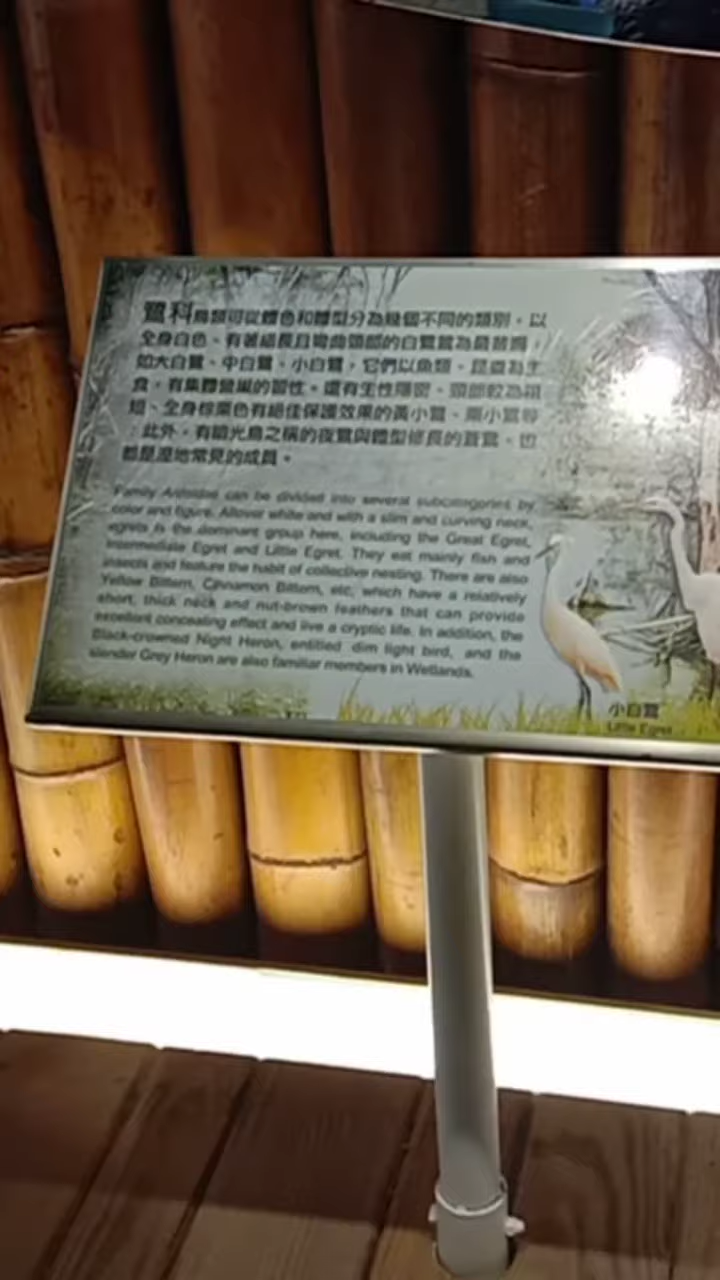 鷺科鳥類可從體色和體型分為幾個不同的類別，以
全身白色、有著細長且彎曲頸部的白鷺鷥為最普遍，
如大白鷺、中白鷺、小白鷺，它們以魚類、昆蟲為主
食，有集體營巢的習性。還有生性隱密、頸部較為粗
短、全身棕栗色有絕佳保護效果的黃小鷺、栗小鷺等
；此外，有暗光鳥之稱的夜鷺與體型修長的蒼鷺，也
都是溼地常見的成員。
Family Ardeidae can be divided into several subcategories by
color and figure. Allover white and with a slim and curving neck,
egrets is the dominant group here, including the Great Egret,
Intermediate Egret and Little Egret. They eat mainly fish and
insects and feature the habit of collective nesting. There are also
Yellow Bittern, Cinnamon Bittern, etc, which have a relatively
short, thick neck and nut-brown feathers that can provide
excellent concealing effect and live a cryptic life. In addition, the
Black-crowned Night Heron, entitled dim light bird, and the
slender Grey Heron are also familiar members in Wetlands.
小白鷺
Little Egret